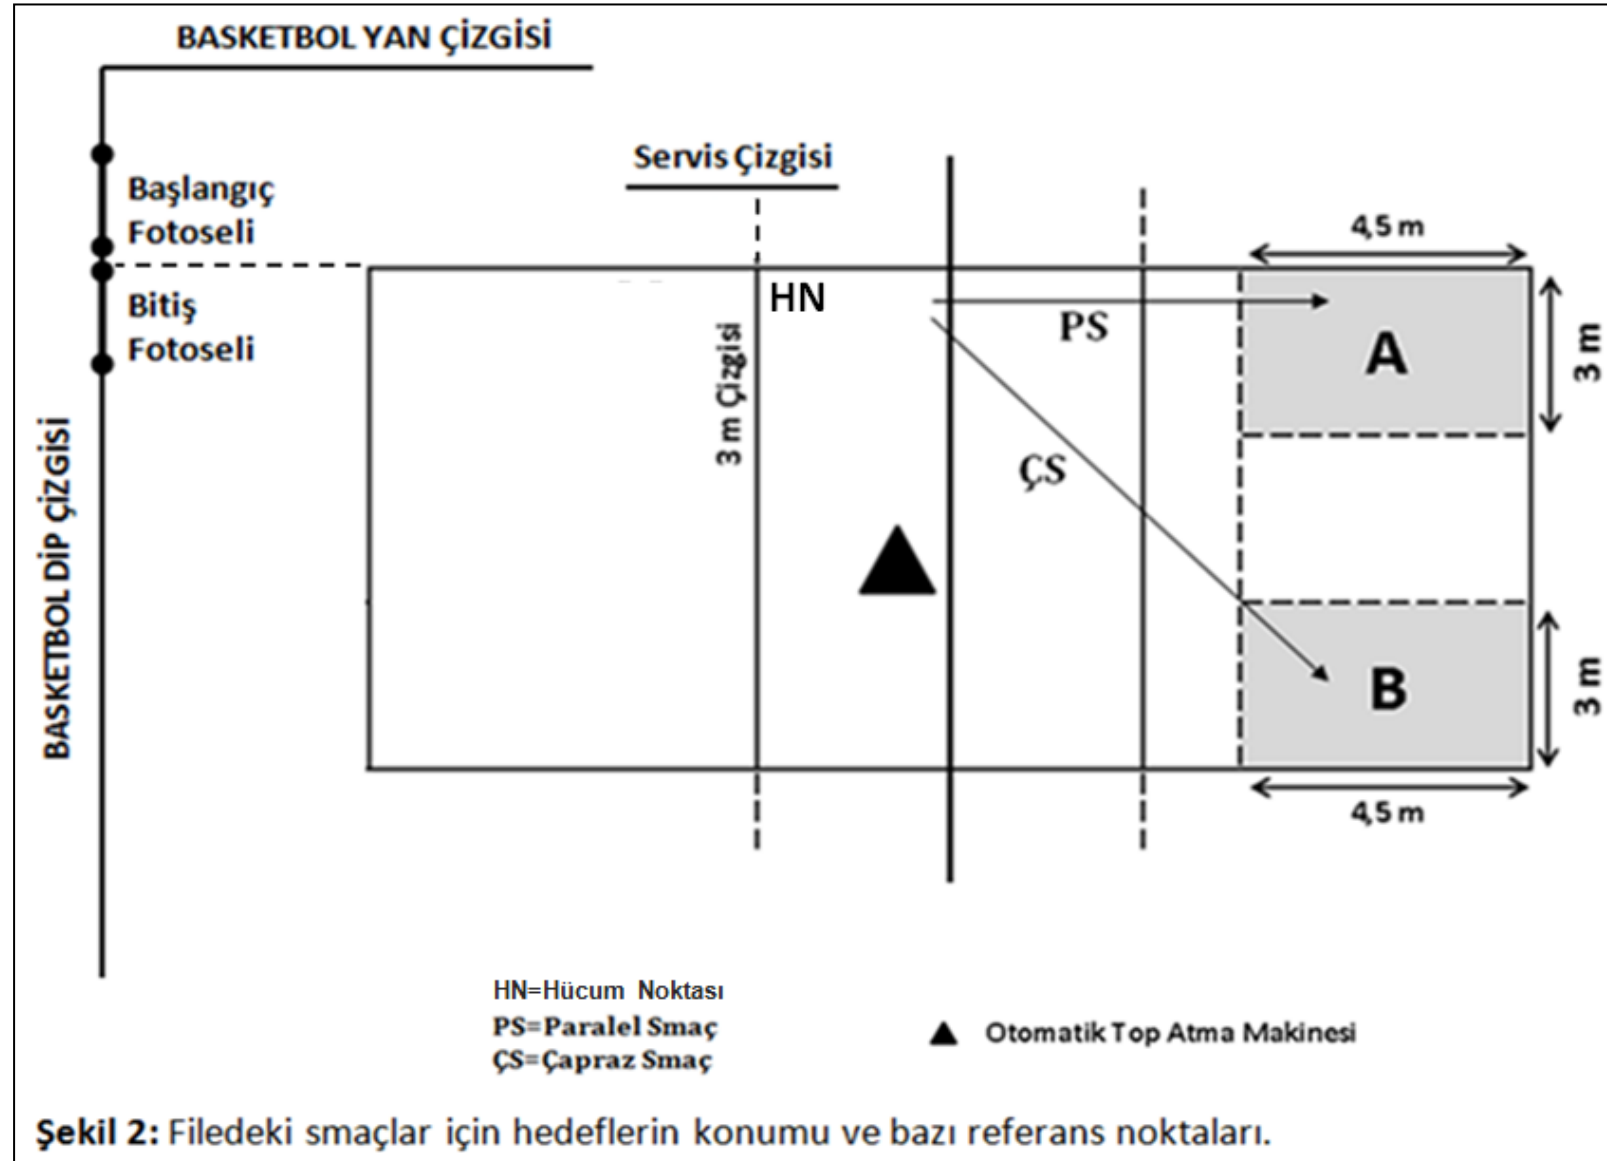 BASKETBOL YAN ÇİZGİSİ
Servis Çizgisi
Başlangıç
Fotoseli
4,5 m
Bitiş
Fotoseli
HN
PS
A
3 m
3 m Çizgisi
ÇS
BASKETBOL DİP ÇİZGİSİ
B
3 m
4,5 m
HN=Hücum Noktası
PS=Paralel Smaç
ÇS=Çapraz Smaç
Otomatik Top Atma Makinesi
Şekil 2: Filedeki smaçlar için hedeflerin konumu ve bazı referans noktaları.